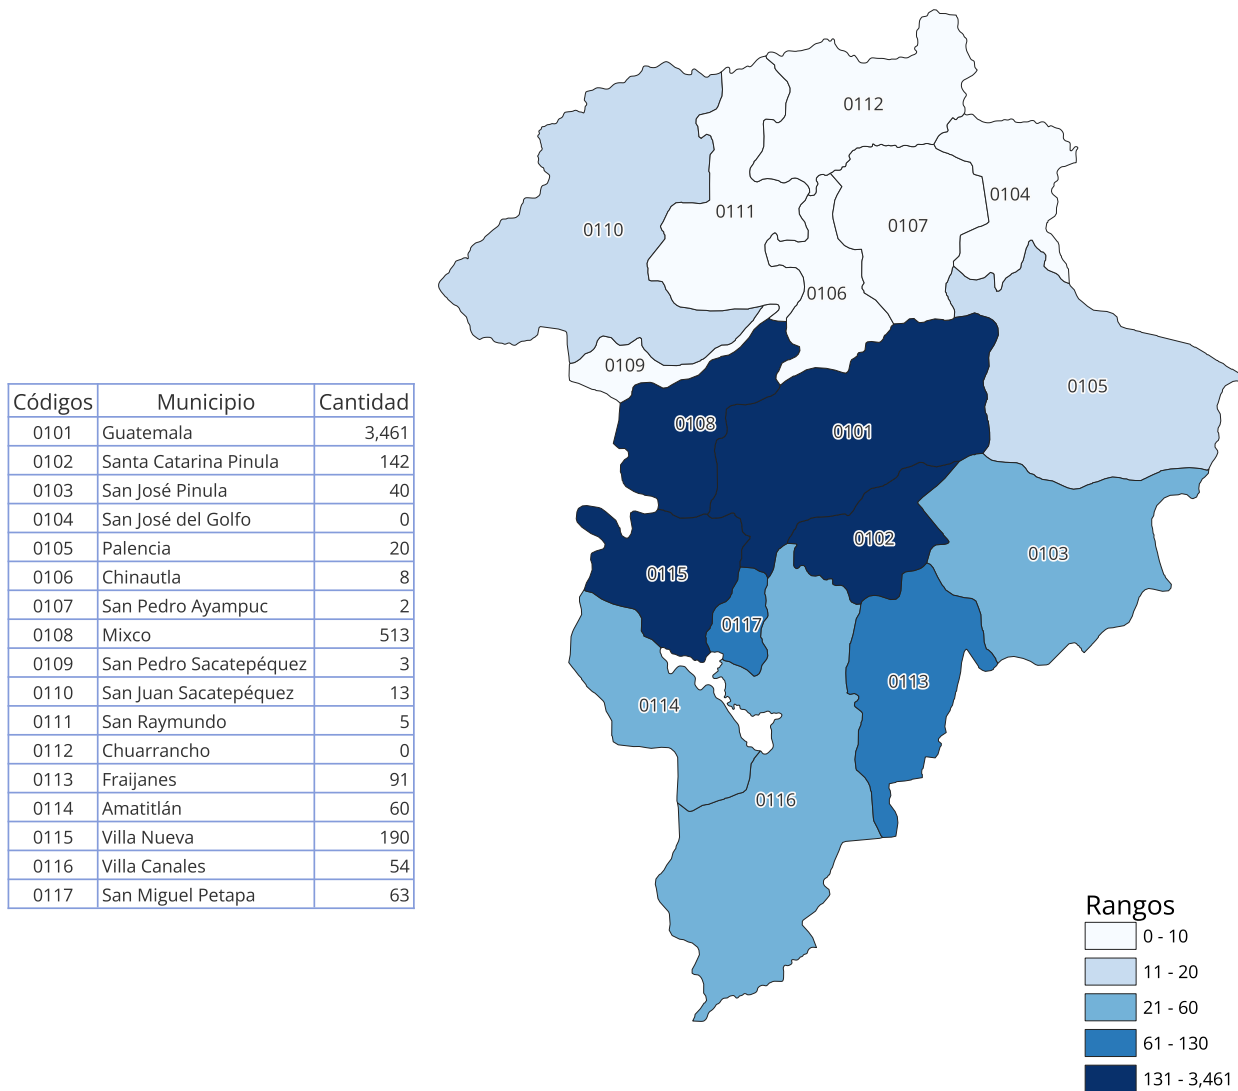 Códigos Municipio Cantidad
0101 Guatemala 3,461
0102 Santa Catarina Pinula 142
0103 San José Pinula 40
0104 San José del Golfo 0
0105 Palencia 20
0106 Chinautla 8
0107 San Pedro Ayampuc 2
0108 Mixco 513
0109 San Pedro Sacatepéquez 3
0110 San Juan Sacatepéquez 13
0111 San Raymundo 5
0112 Chuarrancho 0
0113 Fraijanes 91
0114 Amatitlán 60
0115 Villa Nueva 190
0116 Villa Canales 54
0117 San Miguel Petapa 63
0112
0104
0111
0107
0110
0106
0109
0105
0108
0101
0102
0103
0115
0117
0113
0114
0116
Rangos
0 - 10
11 - 20
21 - 60
61 - 130
131 - 3,461